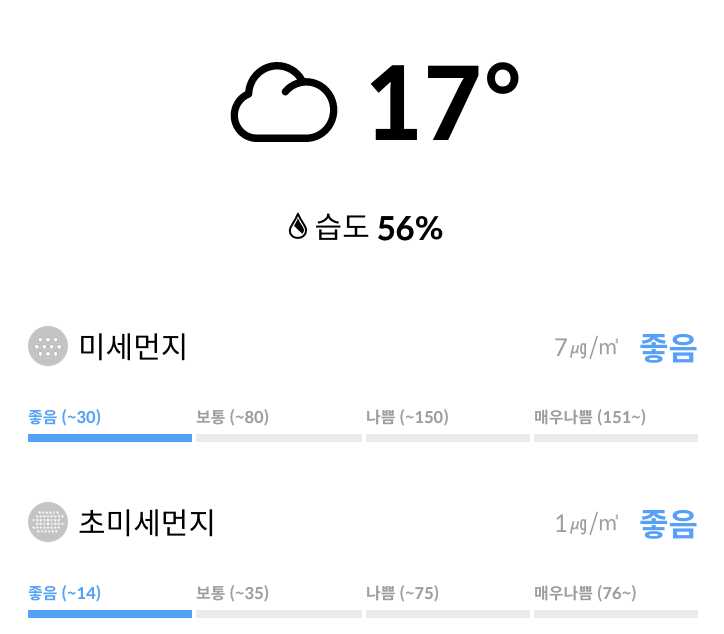 17°
습도 56%
미세먼지 7㎍/㎥ 좋음
좋음 (~30) 보통 (~80) 나쁨 (~150) 매우나쁨 (151~)
초미세먼지 1㎍/㎥ 좋음
좋음 (~14) 보통 (~35) 나쁨 (~75) 매우나쁨 (76~)